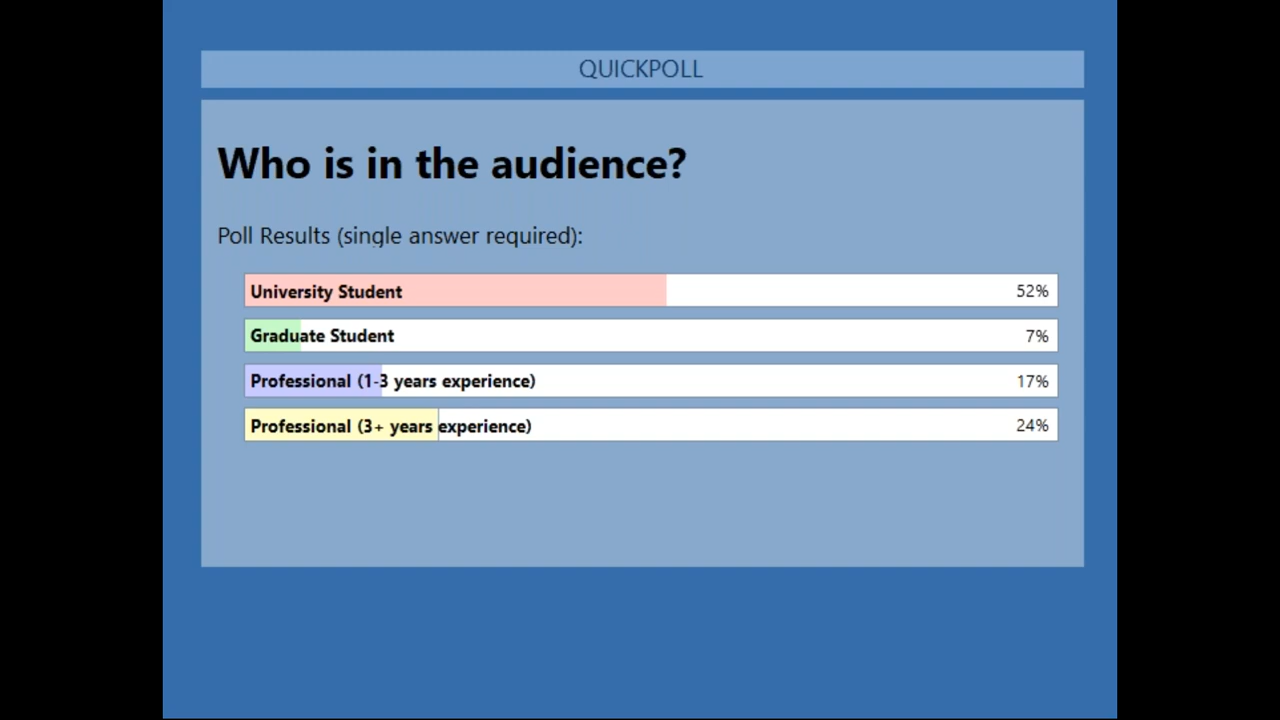 QUICKPOLL
Who is in the audience?
Poll Results (single answer required):
University Student 52%
Graduate Student 7%
Professional (1-3 years experience) 17%
Professional (3+ years experience) 24%